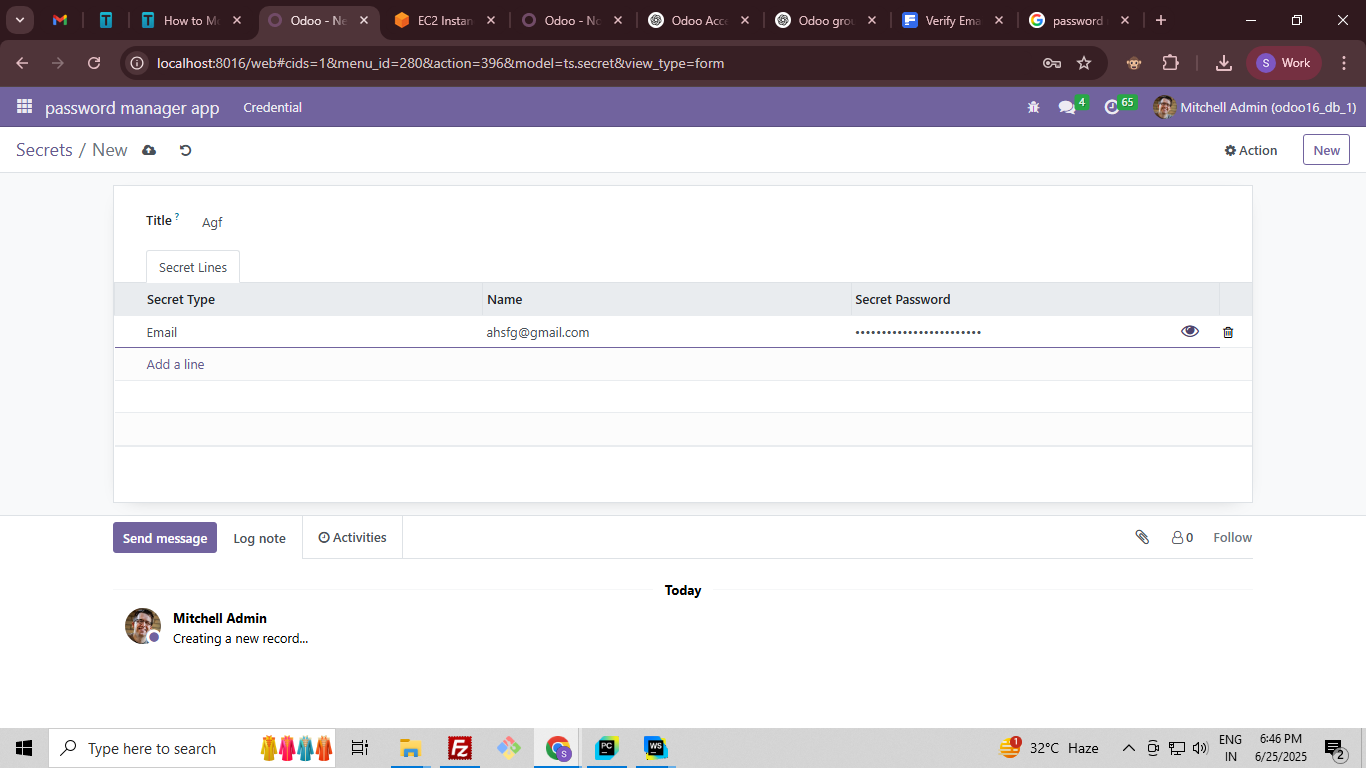 How to Mo
Odoo - Ne
EC2 Instan
Odoo - No
Odoo Acce
Odoo grou
Verify Ema
password
localhost:8016/web#cids=1&menu_id=280&action=396&model=ts.secret&view_type=form
S Work
password manager app Credential 4 65 Mitchell Admin (odoo16_db_1)
Secrets / New Action New
Title ? Agf
Secret Lines
Secret Type Name Secret Password
Email ahsfg@gmail.com ••••••••••••••••••••••••
Add a line
Send message Log note Activities 0 Follow
Today
Mitchell Admin
Creating a new record...
Type here to search
1 32°C Haze
ENG
IN
6:46 PM
6/25/2025
2